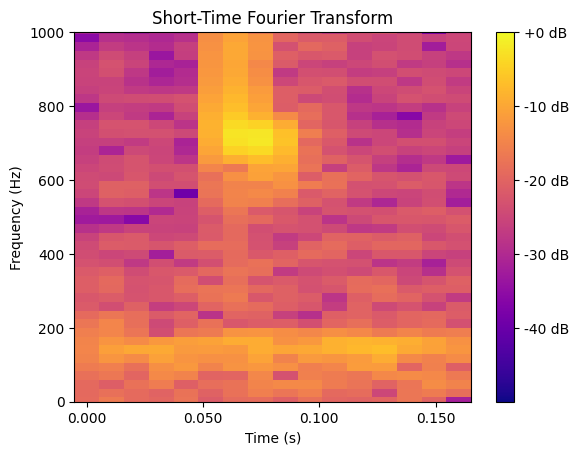 Short-Time Fourier Transform
1000
800
600
400
200
0
Frequency (Hz)
0.000
0.050
0.100
0.150
Time (s)
+0 dB
-10 dB
-20 dB
-30 dB
-40 dB